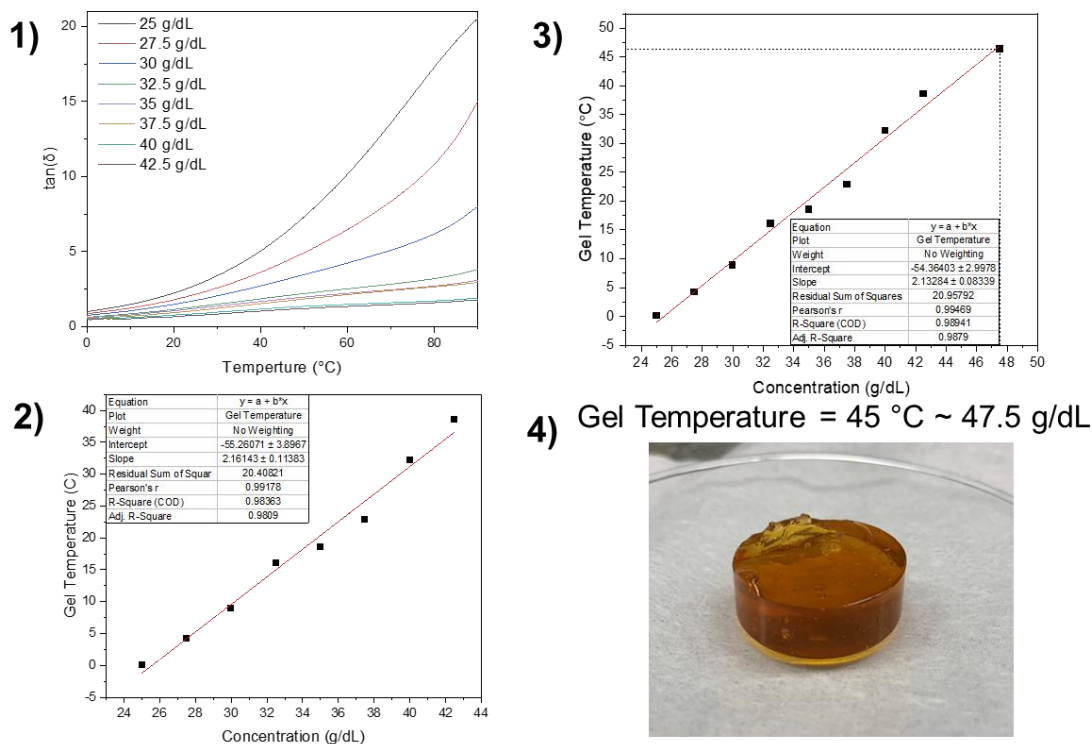 1)
20
15
10
5
0
tan(δ)
25 g/dL
27.5 g/dL
30 g/dL
32.5 g/dL
35 g/dL
37.5 g/dL
40 g/dL
42.5 g/dL
0 20 40 60 80
Temperture (°C)
2)
40
35
30
25
20
15
10
5
0
-5
Gel Temperature (C)
Equation y = a + b*x
Plot Gel Temperature
Weight No Weighting
Intercept -55.26071 ± 3.8967
Slope 2.16143 ± 0.11383
Residual Sum of Squar 20.40821
Pearson's r 0.99178
R-Square (COD) 0.98363
Adj. R-Square 0.9809
24 26 28 30 32 34 36 38 40 42 44
Concentration (g/dL)
3)
50
45
40
35
30
25
20
15
10
5
0
-5
Gel Temperature (°C)
Equation y = a + b*x
Plot Gel Temperature
Weight No Weighting
Intercept -54.36403 ± 2.9978
Slope 2.13284 ± 0.08339
Residual Sum of Squares 20.95792
Pearson's r 0.99469
R-Square (COD) 0.98941
Adj. R-Square 0.9879
24 26 28 30 32 34 36 38 40 42 44 46 48 50
Concentration (g/dL)
4) Gel Temperature = 45 °C ~ 47.5 g/dL